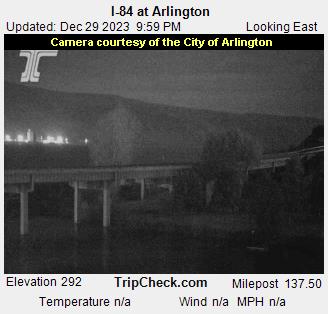 I-84 at Arlington
Updated: Dec 29 2023 9:59 PM Looking East
Camera courtesy of the City of Arlington
Elevation 292 TripCheck.com Milepost 137.50
Temperature n/a Wind n/a MPH n/a